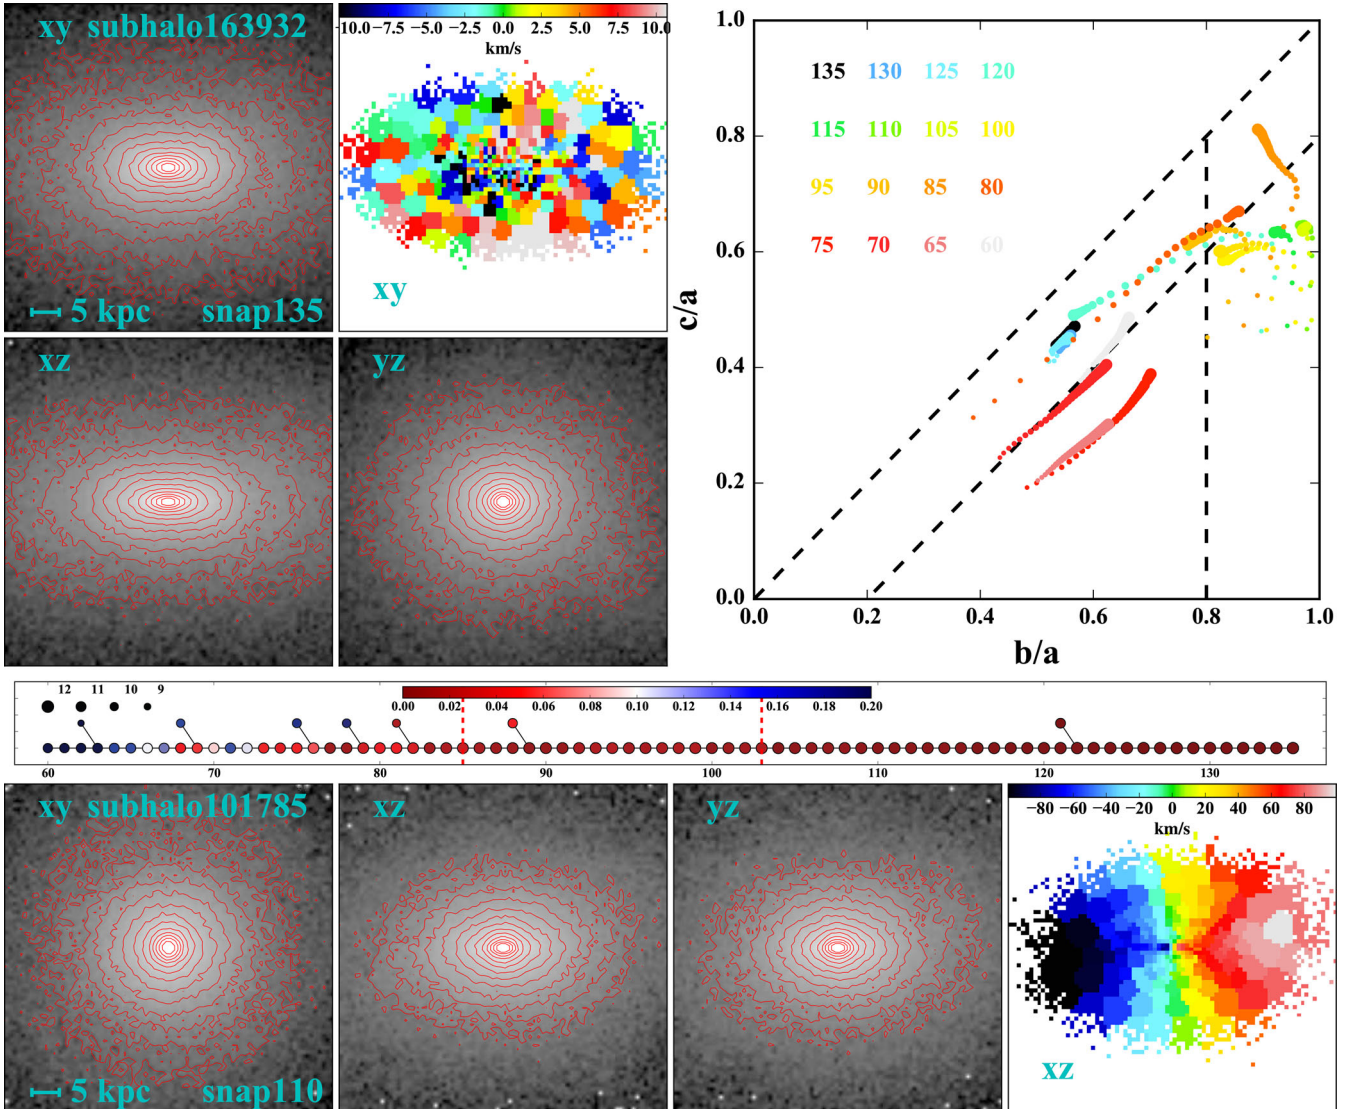 xy subhalo163932
5 kpc snap135
-10.0 -7.5 -5.0 -2.5 0.0 2.5 5.0 7.5 10.0
km/s
xy
xz
yz
c/a
1.0
0.8
0.6
0.4
0.2
0.0
135 130 125 120
115 110 105 100
95 90 85 80
75 70 65 60
0.0 0.2 0.4 0.6 0.8 1.0
b/a
12 11 10 9
0.00 0.02 0.04 0.06 0.08 0.10 0.12 0.14 0.16 0.18 0.20
60 70 80 90 100 110 120 130
xy subhalo101785
5 kpc snap110
xz
yz
−80 −60 −40 −20 0 20 40 60 80
km/s
xz